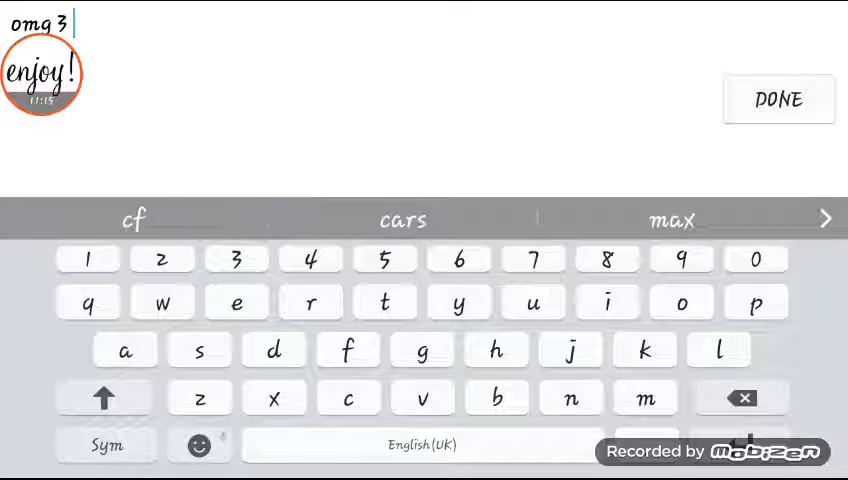 omg 3
enjoy!
11:15
DONE
cf cars max
1 2 3 4 5 6 7 8 9 0
q w e r t y u i o p
a s d f g h j k l
z x c v b n m
Sym English(UK)
Recorded by mobizen